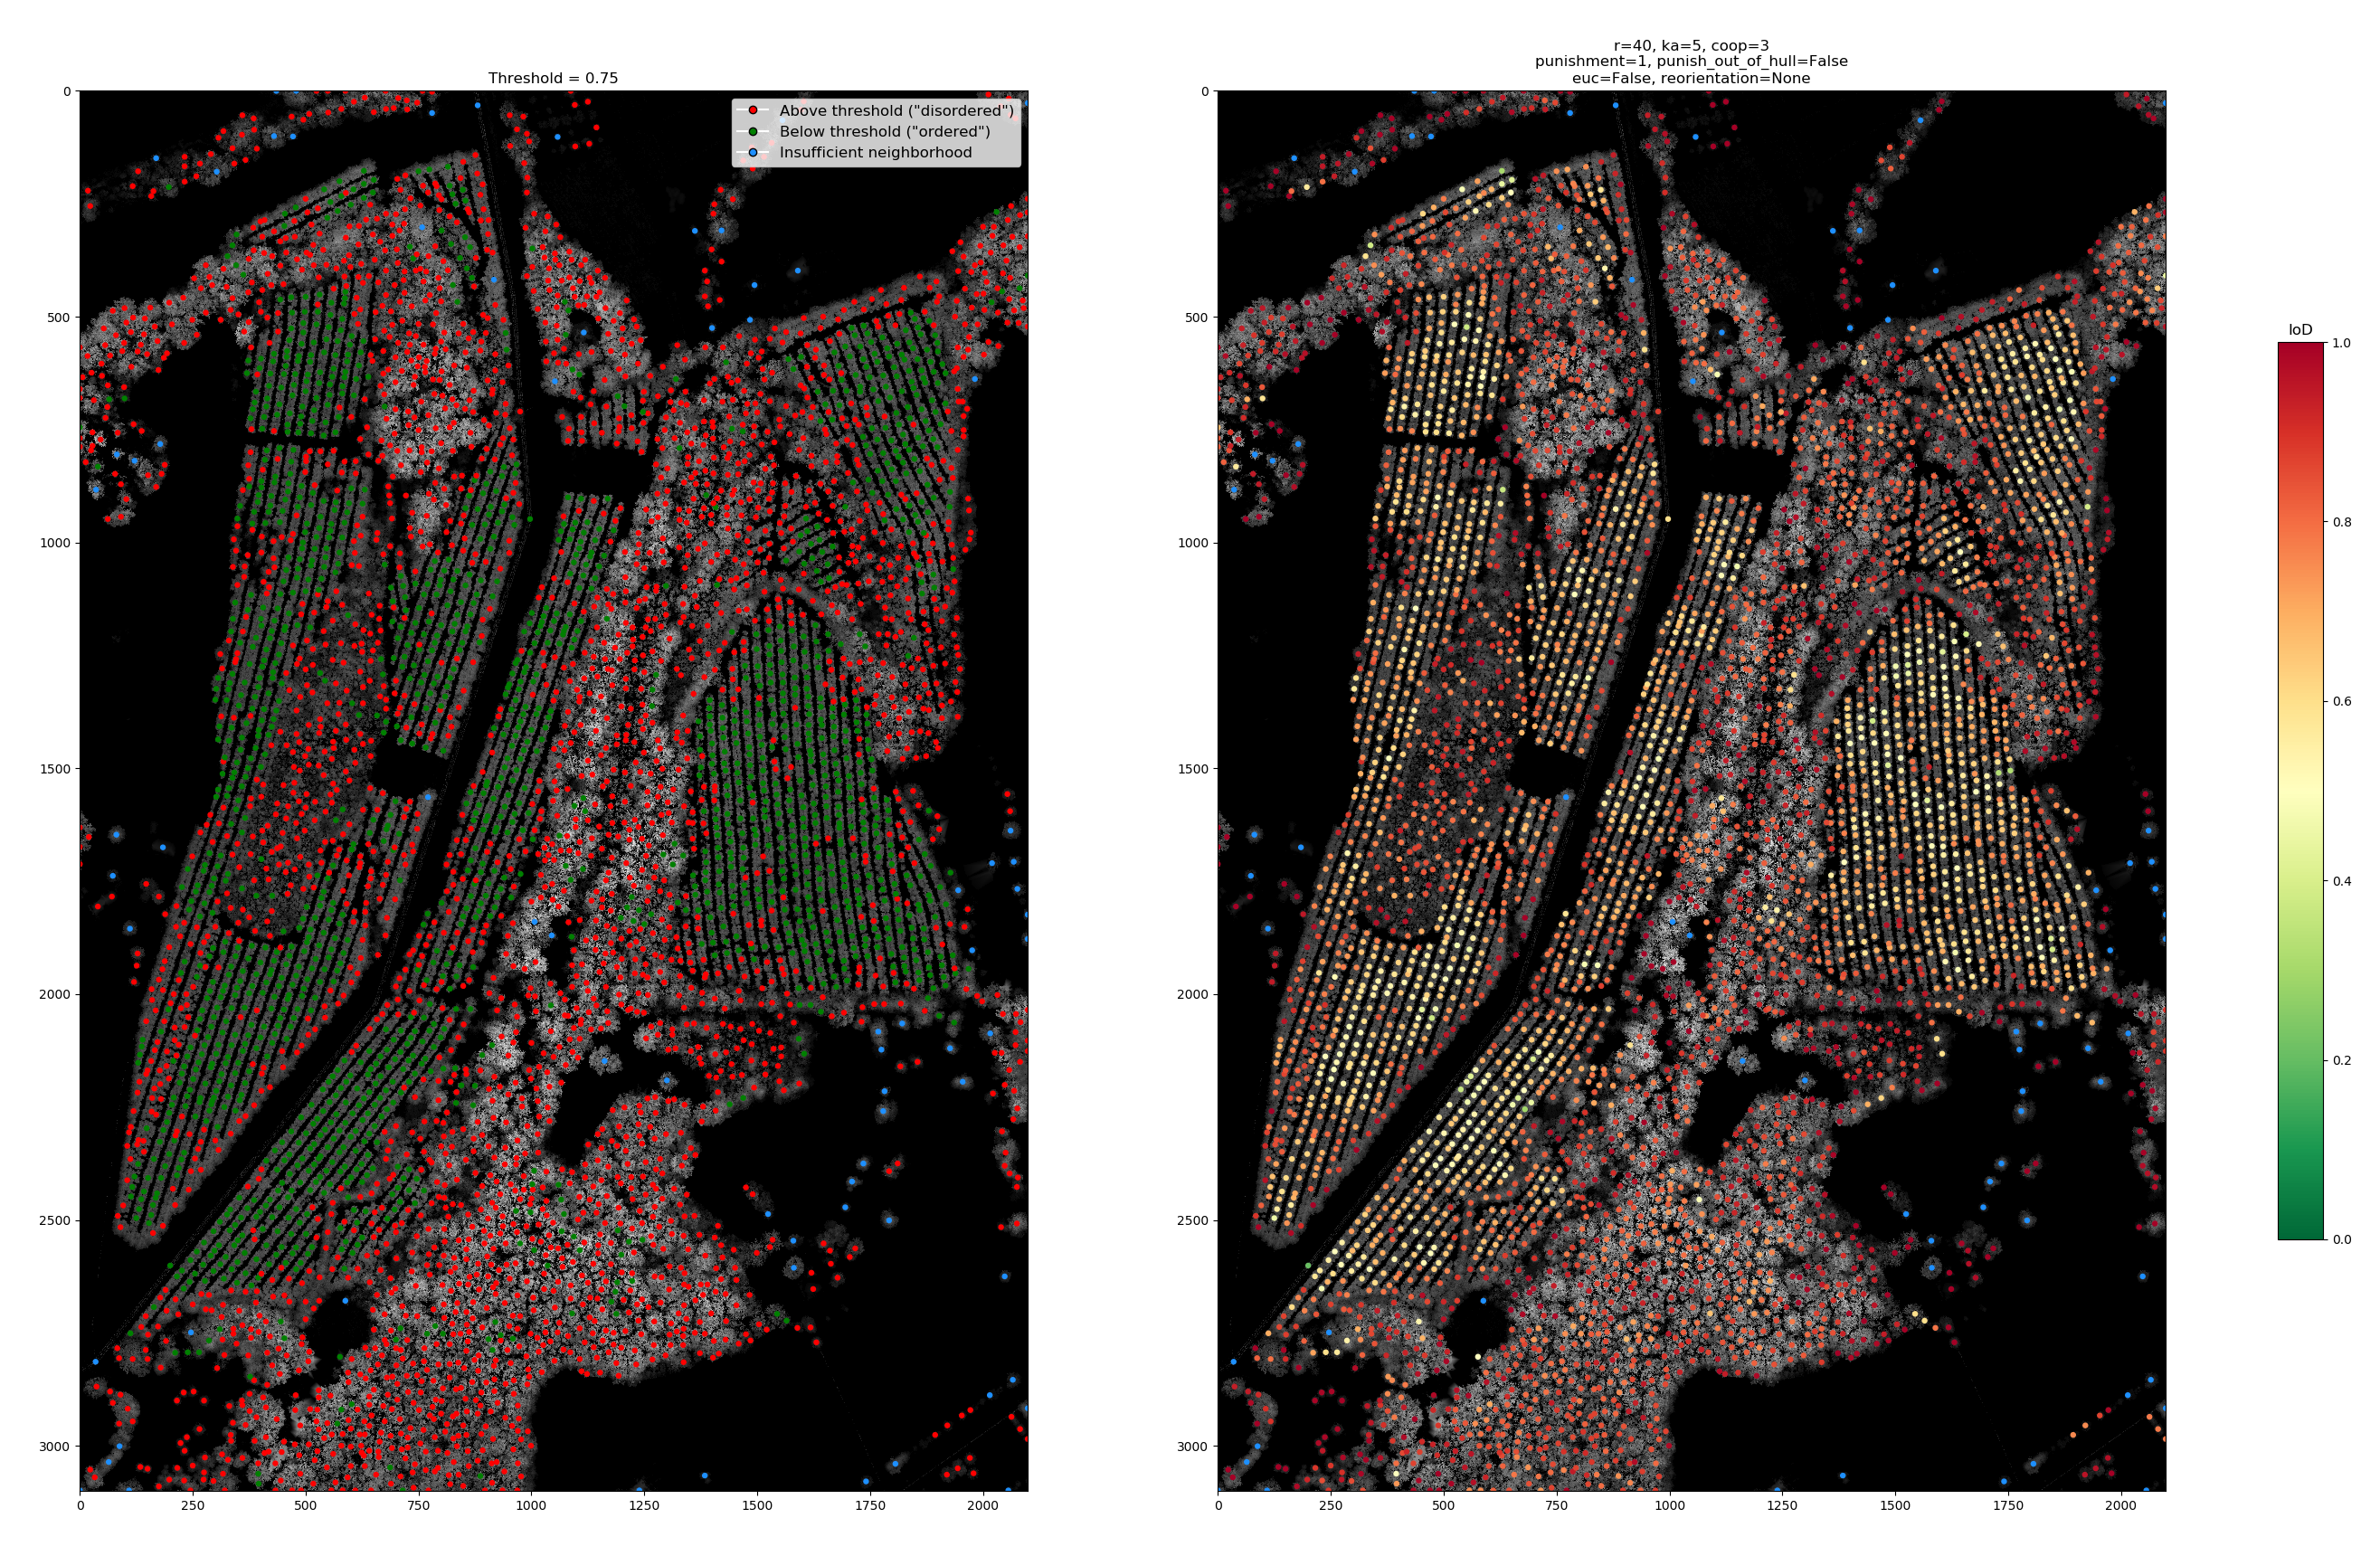 Threshold = 0.75
Above threshold ("disordered")
Below threshold ("ordered")
Insufficient neighborhood
0
500
1000
1500
2000
2500
3000
0 250 500 750 1000 1250 1500 1750 2000
r=40, ka=5, coop=3
punishment=1, punish_out_of_hull=False
euc=False, reorientation=None
0
500
1000
1500
2000
2500
3000
0 250 500 750 1000 1250 1500 1750 2000
IoD
1.0
0.8
0.6
0.4
0.2
0.0